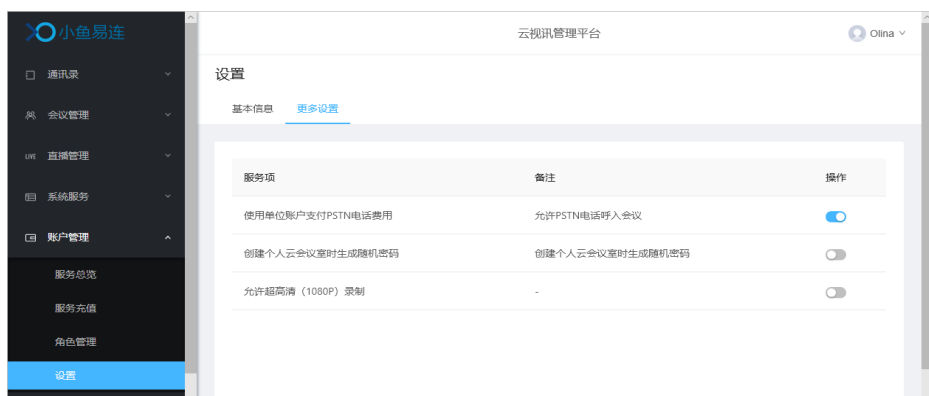 小鱼易连
云视讯管理平台
Olina
通讯录
会议管理
LIVE 直播管理
系统服务
账户管理
服务总览
服务充值
角色管理
设置
设置
基本信息 更多设置
服务项 备注 操作
使用单位账户支付PSTN电话费用 允许PSTN电话呼入会议
创建个人云会议室时生成随机密码 创建个人云会议室时生成随机密码
允许超高清（1080P）录制 -